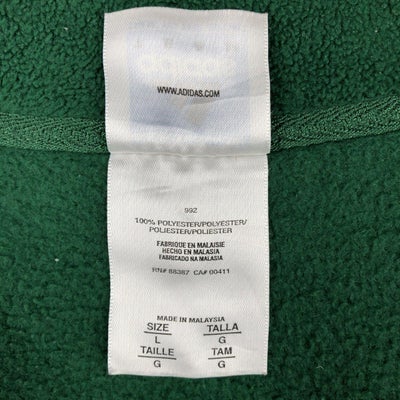 WWW.ADIDAS.COM
992
100% POLYESTER/POLYESTER/
POLIESTER/POLIESTER
FABRIQUE EN MALAISIE
HECHO EN MALASIA
FABRICADO NA MALASIA
RN# 88387 CA# 00411
MADE IN MALAYSIA
SIZE TALLA
L G
TAILLE TAM
G G